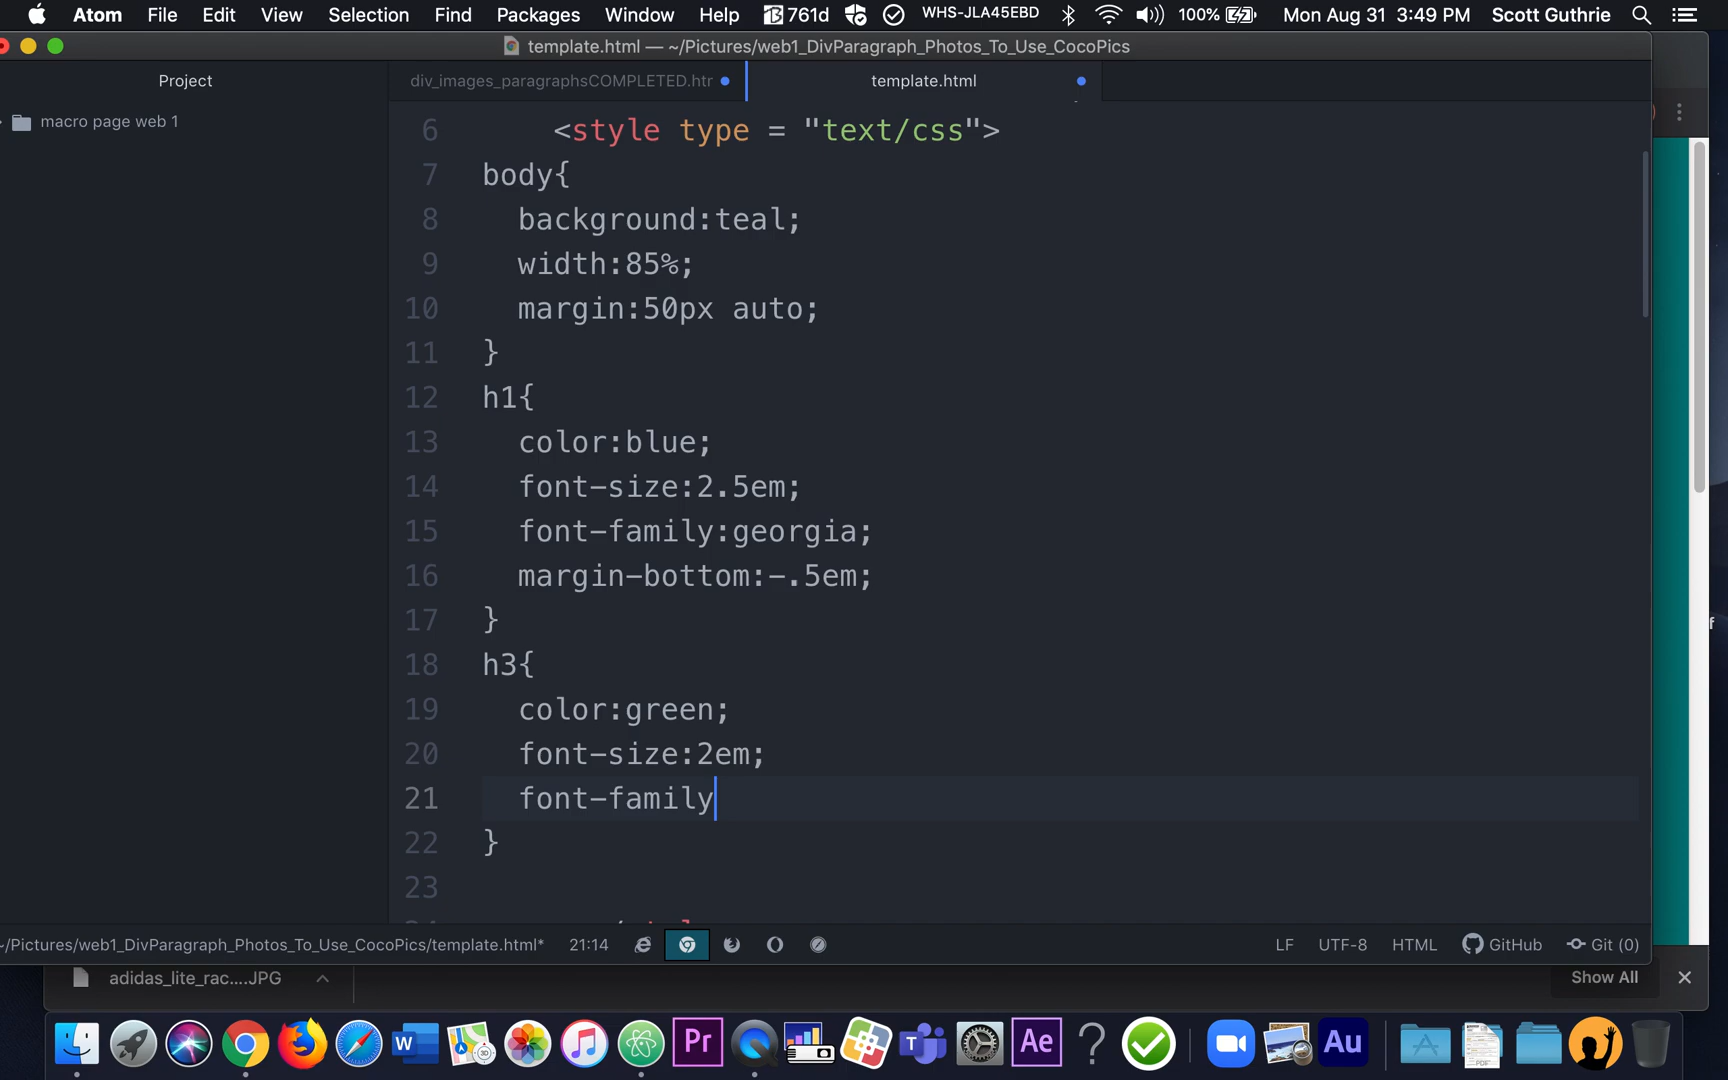 Atom File Edit View Selection Find Packages Window Help 761d WHS-JLA45EBD 100% Mon Aug 31 3:49 PM Scott Guthrie
template.html — ~/Pictures/web1_DivParagraph_Photos_To_Use_CocoPics
Project div_images_paragraphsCOMPLETED.htr template.html
macro page web 1
6 <style type = "text/css">
7 body{
8 background:teal;
9 width:85%;
10 margin:50px auto;
11 }
12 h1{
13 color:blue;
14 font-size:2.5em;
15 font-family:georgia;
16 margin-bottom:-.5em;
17 }
18 h3{
19 color:green;
20 font-size:2em;
21 font-family
22 }
23
~/Pictures/web1_DivParagraph_Photos_To_Use_CocoPics/template.html* 21:14 LF UTF-8 HTML GitHub Git (0)
adidas_lite_rac....JPG Show All
W 3D Pr T Ae ? PDF Au